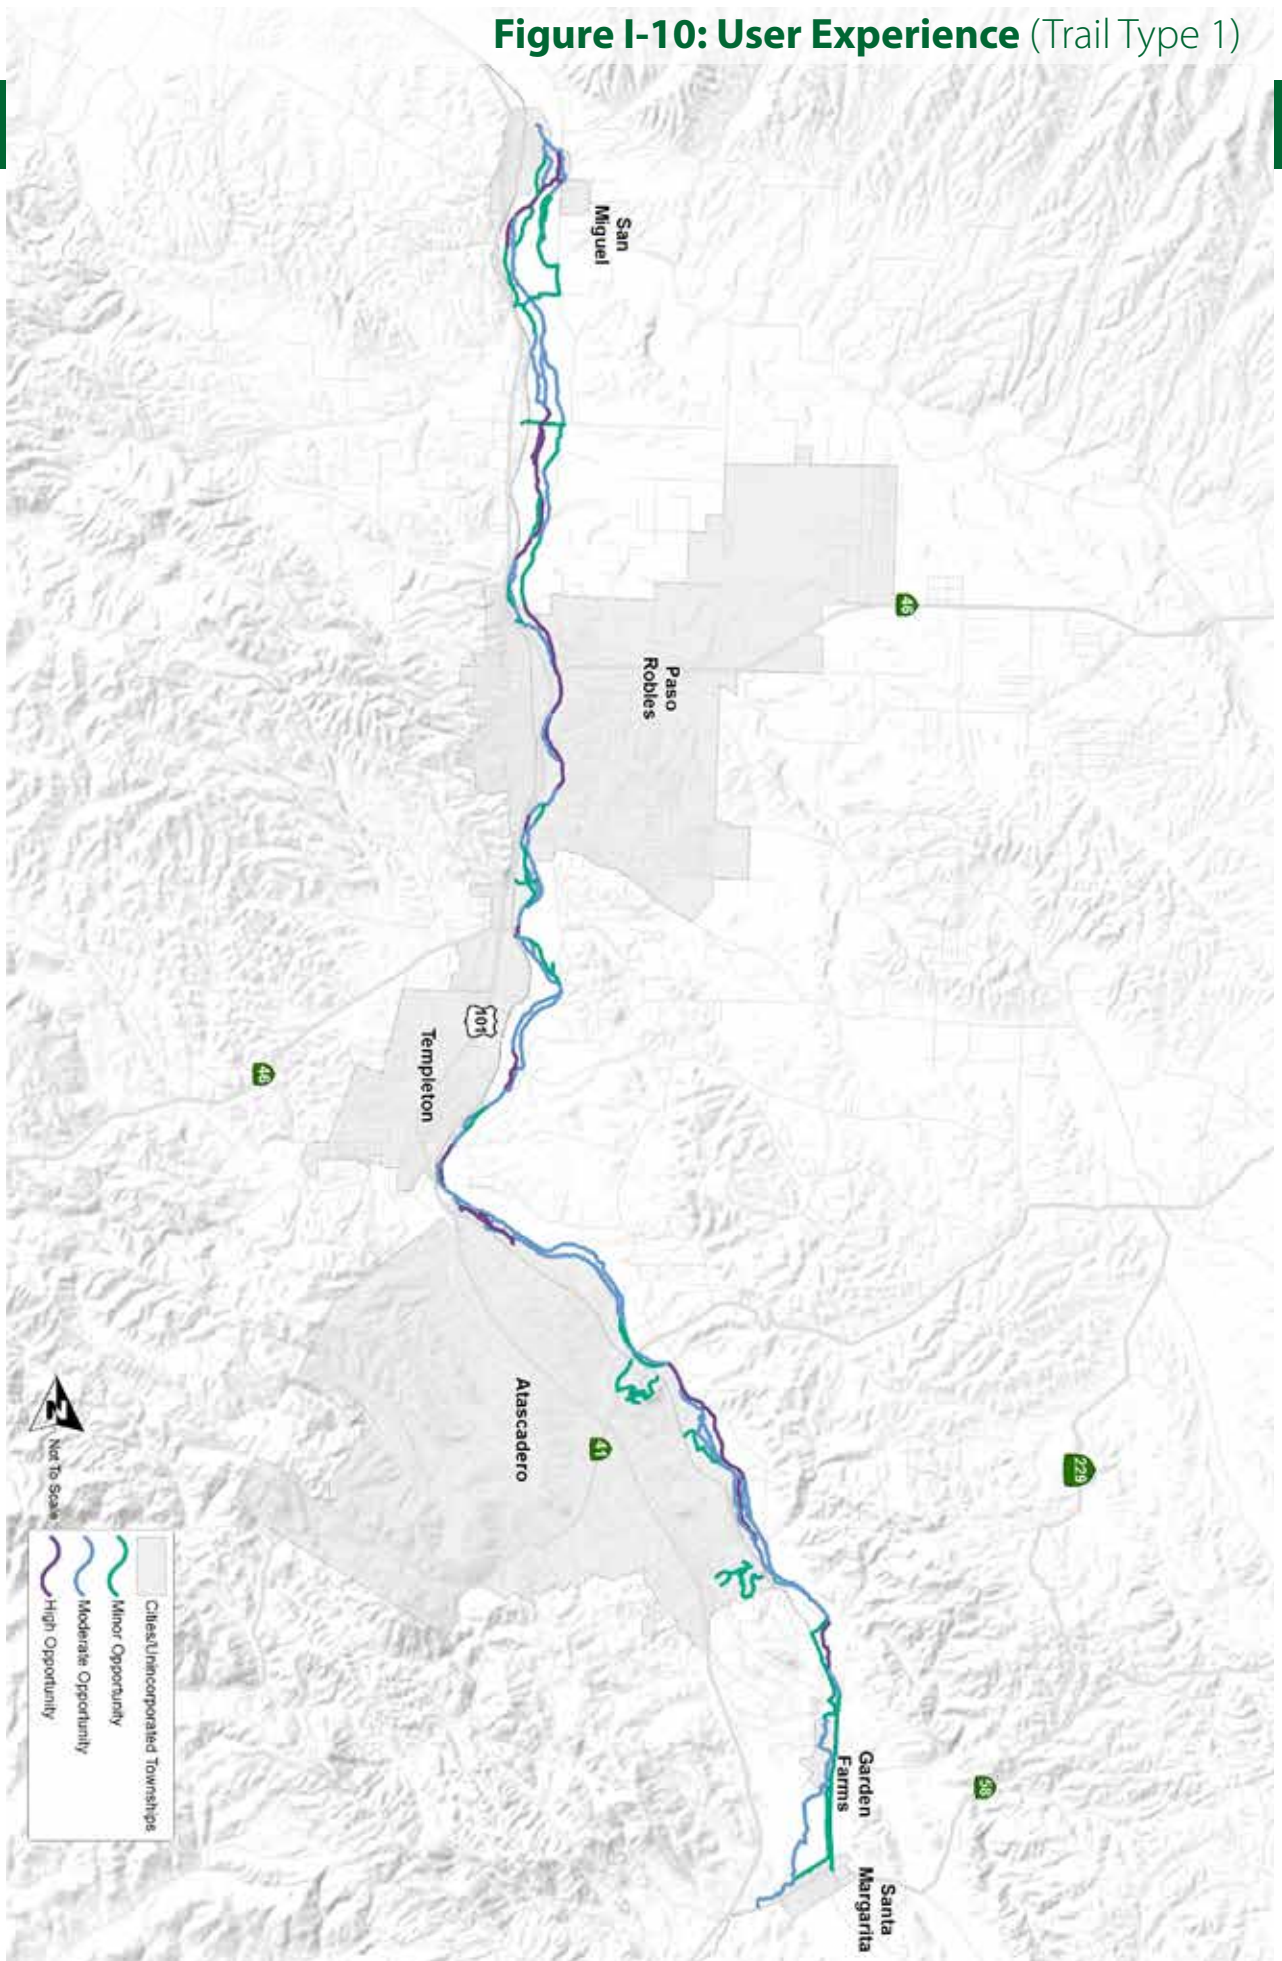 Figure I-10: User Experience (Trail Type 1)
San
Miguel
46
Paso
Robles
101
Templeton
46
Atascadero
41
229
Garden
Farms
58
Santa
Margarita
N
Not To Scale
Cities/Unincorporated Townships
Minor Opportunity
Moderate Opportunity
High Opportunity